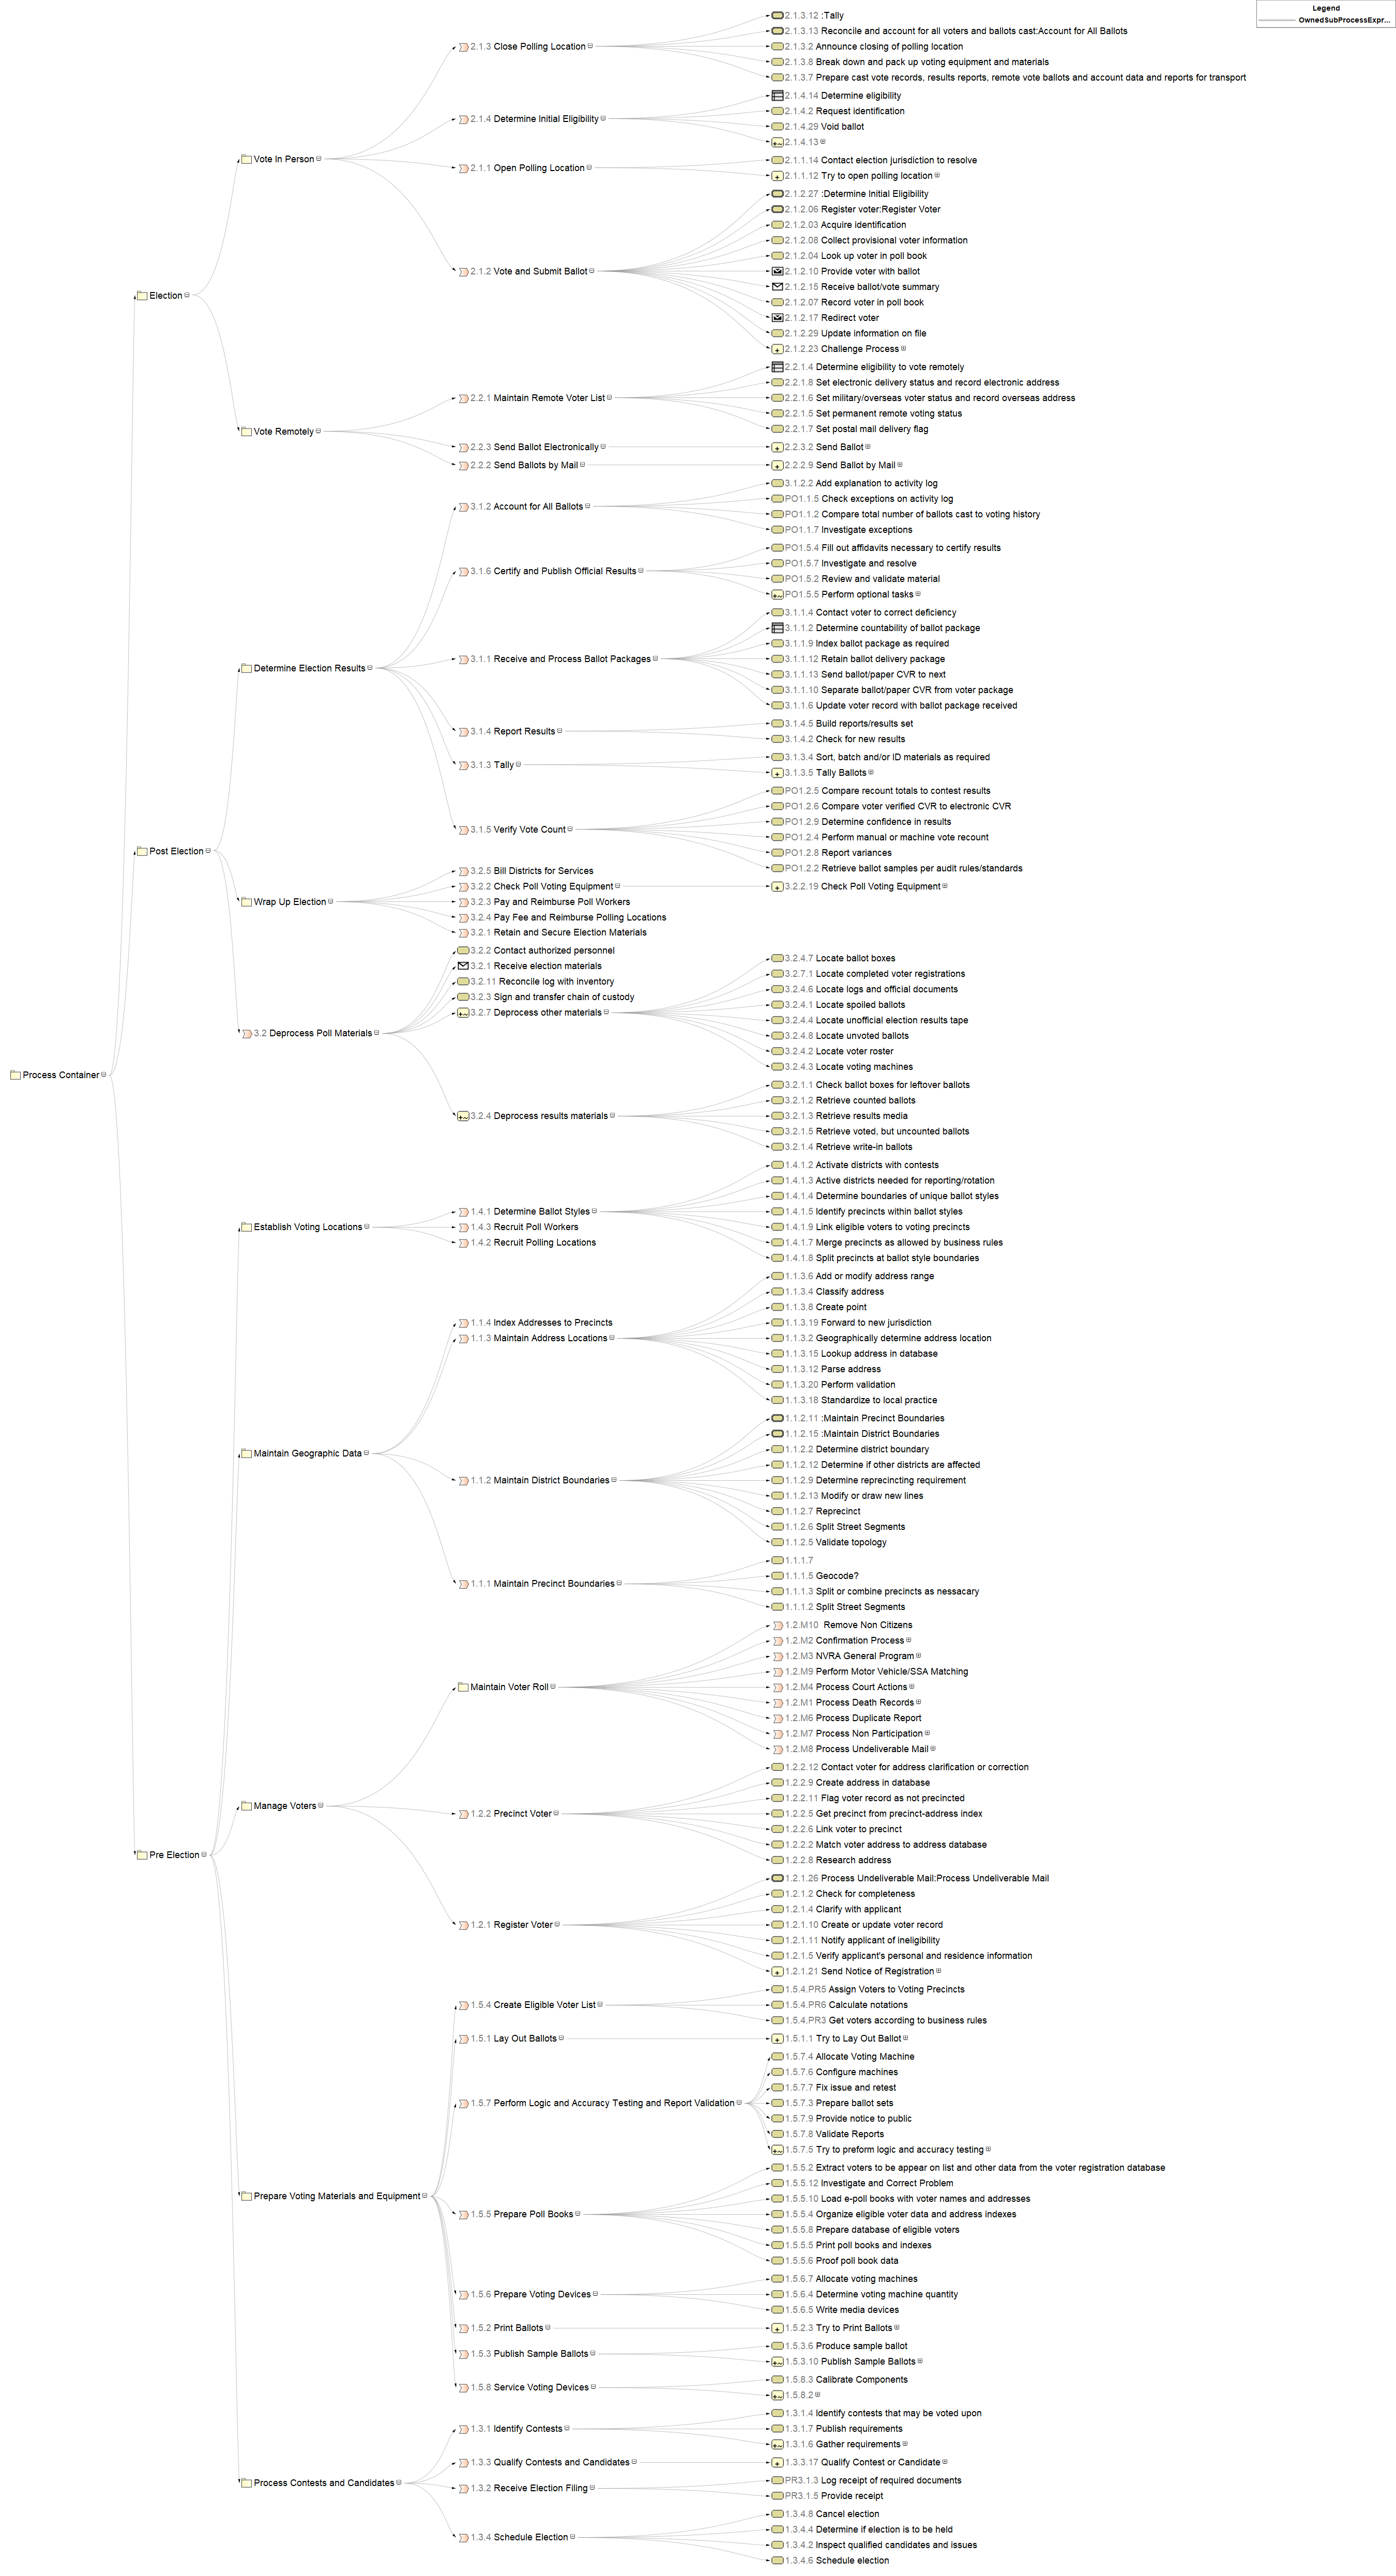 Legend
OwnedSubProcessExpr...
Process Container
Election
Vote In Person
2.1.3 Close Polling Location
2.1.3.12 :Tally
2.1.3.13 Reconcile and account for all voters and ballots cast:Account for All Ballots
2.1.3.2 Announce closing of polling location
2.1.3.8 Break down and pack up voting equipment and materials
2.1.3.7 Prepare cast vote records, results reports, remote vote ballots and account data and reports for transport
2.1.4 Determine Initial Eligibility
2.1.4.14 Determine eligibility
2.1.4.2 Request identification
2.1.4.29 Void ballot
2.1.4.13
2.1.1 Open Polling Location
2.1.1.14 Contact election jurisdiction to resolve
2.1.1.12 Try to open polling location
2.1.2 Vote and Submit Ballot
2.1.2.27 :Determine Initial Eligibility
2.1.2.06 Register voter:Register Voter
2.1.2.03 Acquire identification
2.1.2.08 Collect provisional voter information
2.1.2.04 Look up voter in poll book
2.1.2.10 Provide voter with ballot
2.1.2.15 Receive ballot/vote summary
2.1.2.07 Record voter in poll book
2.1.2.17 Redirect voter
2.1.2.29 Update information on file
2.1.2.23 Challenge Process
Vote Remotely
2.2.1 Maintain Remote Voter List
2.2.1.4 Determine eligibility to vote remotely
2.2.1.8 Set electronic delivery status and record electronic address
2.2.1.6 Set military/overseas voter status and record overseas address
2.2.1.5 Set permanent remote voting status
2.2.1.7 Set postal mail delivery flag
2.2.3 Send Ballot Electronically
2.2.3.2 Send Ballot
2.2.2 Send Ballots by Mail
2.2.2.9 Send Ballot by Mail
Post Election
Determine Election Results
3.1.2 Account for All Ballots
3.1.2.2 Add explanation to activity log
PO1.1.5 Check exceptions on activity log
PO1.1.2 Compare total number of ballots cast to voting history
PO1.1.7 Investigate exceptions
3.1.6 Certify and Publish Official Results
PO1.5.4 Fill out affidavits necessary to certify results
PO1.5.7 Investigate and resolve
PO1.5.2 Review and validate material
PO1.5.5 Perform optional tasks
3.1.1 Receive and Process Ballot Packages
3.1.1.4 Contact voter to correct deficiency
3.1.1.2 Determine countability of ballot package
3.1.1.9 Index ballot package as required
3.1.1.12 Retain ballot delivery package
3.1.1.13 Send ballot/paper CVR to next
3.1.1.10 Separate ballot/paper CVR from voter package
3.1.1.6 Update voter record with ballot package received
3.1.4 Report Results
3.1.4.5 Build reports/results set
3.1.4.2 Check for new results
3.1.3 Tally
3.1.3.4 Sort, batch and/or ID materials as required
3.1.3.5 Tally Ballots
3.1.5 Verify Vote Count
PO1.2.5 Compare recount totals to contest results
PO1.2.6 Compare voter verified CVR to electronic CVR
PO1.2.9 Determine confidence in results
PO1.2.4 Perform manual or machine vote recount
PO1.2.8 Report variances
PO1.2.2 Retrieve ballot samples per audit rules/standards
Wrap Up Election
3.2.5 Bill Districts for Services
3.2.2 Check Poll Voting Equipment
3.2.2.19 Check Poll Voting Equipment
3.2.3 Pay and Reimburse Poll Workers
3.2.4 Pay Fee and Reimburse Polling Locations
3.2.1 Retain and Secure Election Materials
3.2 Deprocess Poll Materials
3.2.2 Contact authorized personnel
3.2.1 Receive election materials
3.2.11 Reconcile log with inventory
3.2.3 Sign and transfer chain of custody
3.2.7 Deprocess other materials
3.2.4.7 Locate ballot boxes
3.2.7.1 Locate completed voter registrations
3.2.4.6 Locate logs and official documents
3.2.4.1 Locate spoiled ballots
3.2.4.4 Locate unofficial election results tape
3.2.4.8 Locate unvoted ballots
3.2.4.2 Locate voter roster
3.2.4.3 Locate voting machines
3.2.4 Deprocess results materials
3.2.1.1 Check ballot boxes for leftover ballots
3.2.1.2 Retrieve counted ballots
3.2.1.3 Retrieve results media
3.2.1.5 Retrieve voted, but uncounted ballots
3.2.1.4 Retrieve write-in ballots
Pre Election
Establish Voting Locations
1.4.1 Determine Ballot Styles
1.4.1.2 Activate districts with contests
1.4.1.3 Active districts needed for reporting/rotation
1.4.1.4 Determine boundaries of unique ballot styles
1.4.1.5 Identify precincts within ballot styles
1.4.1.9 Link eligible voters to voting precincts
1.4.1.7 Merge precincts as allowed by business rules
1.4.1.8 Split precincts at ballot style boundaries
1.4.3 Recruit Poll Workers
1.4.2 Recruit Polling Locations
Maintain Geographic Data
1.1.4 Index Addresses to Precincts
1.1.3 Maintain Address Locations
1.1.3.6 Add or modify address range
1.1.3.4 Classify address
1.1.3.8 Create point
1.1.3.19 Forward to new jurisdiction
1.1.3.2 Geographically determine address location
1.1.3.15 Lookup address in database
1.1.3.12 Parse address
1.1.3.20 Perform validation
1.1.3.18 Standardize to local practice
1.1.2 Maintain District Boundaries
1.1.2.11 :Maintain Precinct Boundaries
1.1.2.15 :Maintain District Boundaries
1.1.2.2 Determine district boundary
1.1.2.12 Determine if other districts are affected
1.1.2.9 Determine reprecincting requirement
1.1.2.13 Modify or draw new lines
1.1.2.7 Reprecinct
1.1.2.6 Split Street Segments
1.1.2.5 Validate topology
1.1.1 Maintain Precinct Boundaries
1.1.1.7
1.1.1.5 Geocode?
1.1.1.3 Split or combine precincts as nessacary
1.1.1.2 Split Street Segments
Manage Voters
Maintain Voter Roll
1.2.M10 Remove Non Citizens
1.2.M2 Confirmation Process
1.2.M3 NVRA General Program
1.2.M9 Perform Motor Vehicle/SSA Matching
1.2.M4 Process Court Actions
1.2.M1 Process Death Records
1.2.M6 Process Duplicate Report
1.2.M7 Process Non Participation
1.2.M8 Process Undeliverable Mail
1.2.2 Precinct Voter
1.2.2.12 Contact voter for address clarification or correction
1.2.2.9 Create address in database
1.2.2.11 Flag voter record as not precincted
1.2.2.5 Get precinct from precinct-address index
1.2.2.6 Link voter to precinct
1.2.2.2 Match voter address to address database
1.2.2.8 Research address
1.2.1 Register Voter
1.2.1.26 Process Undeliverable Mail:Process Undeliverable Mail
1.2.1.2 Check for completeness
1.2.1.4 Clarify with applicant
1.2.1.10 Create or update voter record
1.2.1.11 Notify applicant of ineligibility
1.2.1.5 Verify applicant's personal and residence information
1.2.1.21 Send Notice of Registration
Prepare Voting Materials and Equipment
1.5.4 Create Eligible Voter List
1.5.4.PR5 Assign Voters to Voting Precincts
1.5.4.PR6 Calculate notations
1.5.4.PR3 Get voters according to business rules
1.5.1 Lay Out Ballots
1.5.1.1 Try to Lay Out Ballot
1.5.7 Perform Logic and Accuracy Testing and Report Validation
1.5.7.4 Allocate Voting Machine
1.5.7.6 Configure machines
1.5.7.7 Fix issue and retest
1.5.7.3 Prepare ballot sets
1.5.7.9 Provide notice to public
1.5.7.8 Validate Reports
1.5.7.5 Try to preform logic and accuracy testing
1.5.5 Prepare Poll Books
1.5.5.2 Extract voters to be appear on list and other data from the voter registration database
1.5.5.12 Investigate and Correct Problem
1.5.5.10 Load e-poll books with voter names and addresses
1.5.5.4 Organize eligible voter data and address indexes
1.5.5.8 Prepare database of eligible voters
1.5.5.5 Print poll books and indexes
1.5.5.6 Proof poll book data
1.5.6 Prepare Voting Devices
1.5.6.7 Allocate voting machines
1.5.6.4 Determine voting machine quantity
1.5.6.5 Write media devices
1.5.2 Print Ballots
1.5.2.3 Try to Print Ballots
1.5.3 Publish Sample Ballots
1.5.3.6 Produce sample ballot
1.5.3.10 Publish Sample Ballots
1.5.8 Service Voting Devices
1.5.8.3 Calibrate Components
1.5.8.2
Process Contests and Candidates
1.3.1 Identify Contests
1.3.1.4 Identify contests that may be voted upon
1.3.1.7 Publish requirements
1.3.1.6 Gather requirements
1.3.3 Qualify Contests and Candidates
1.3.3.17 Qualify Contest or Candidate
1.3.2 Receive Election Filing
PR3.1.3 Log receipt of required documents
PR3.1.5 Provide receipt
1.3.4 Schedule Election
1.3.4.8 Cancel election
1.3.4.4 Determine if election is to be held
1.3.4.2 Inspect qualified candidates and issues
1.3.4.6 Schedule election